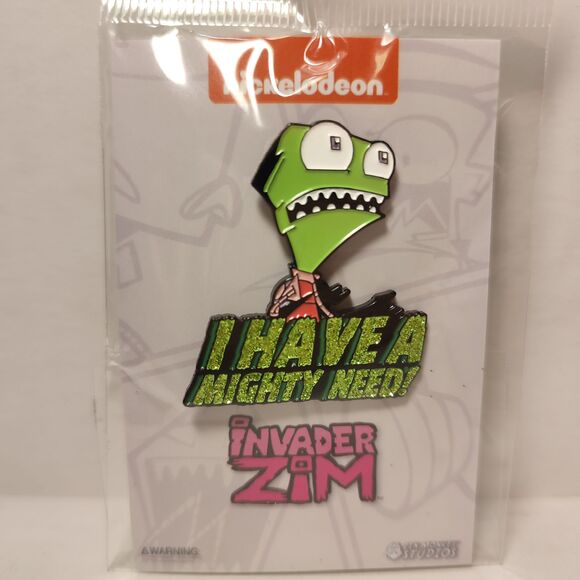 nickelodeon
I HAVE A
MIGHTY NEED!
INVADER
ZIM
⚠WARNING:
STUDIOS